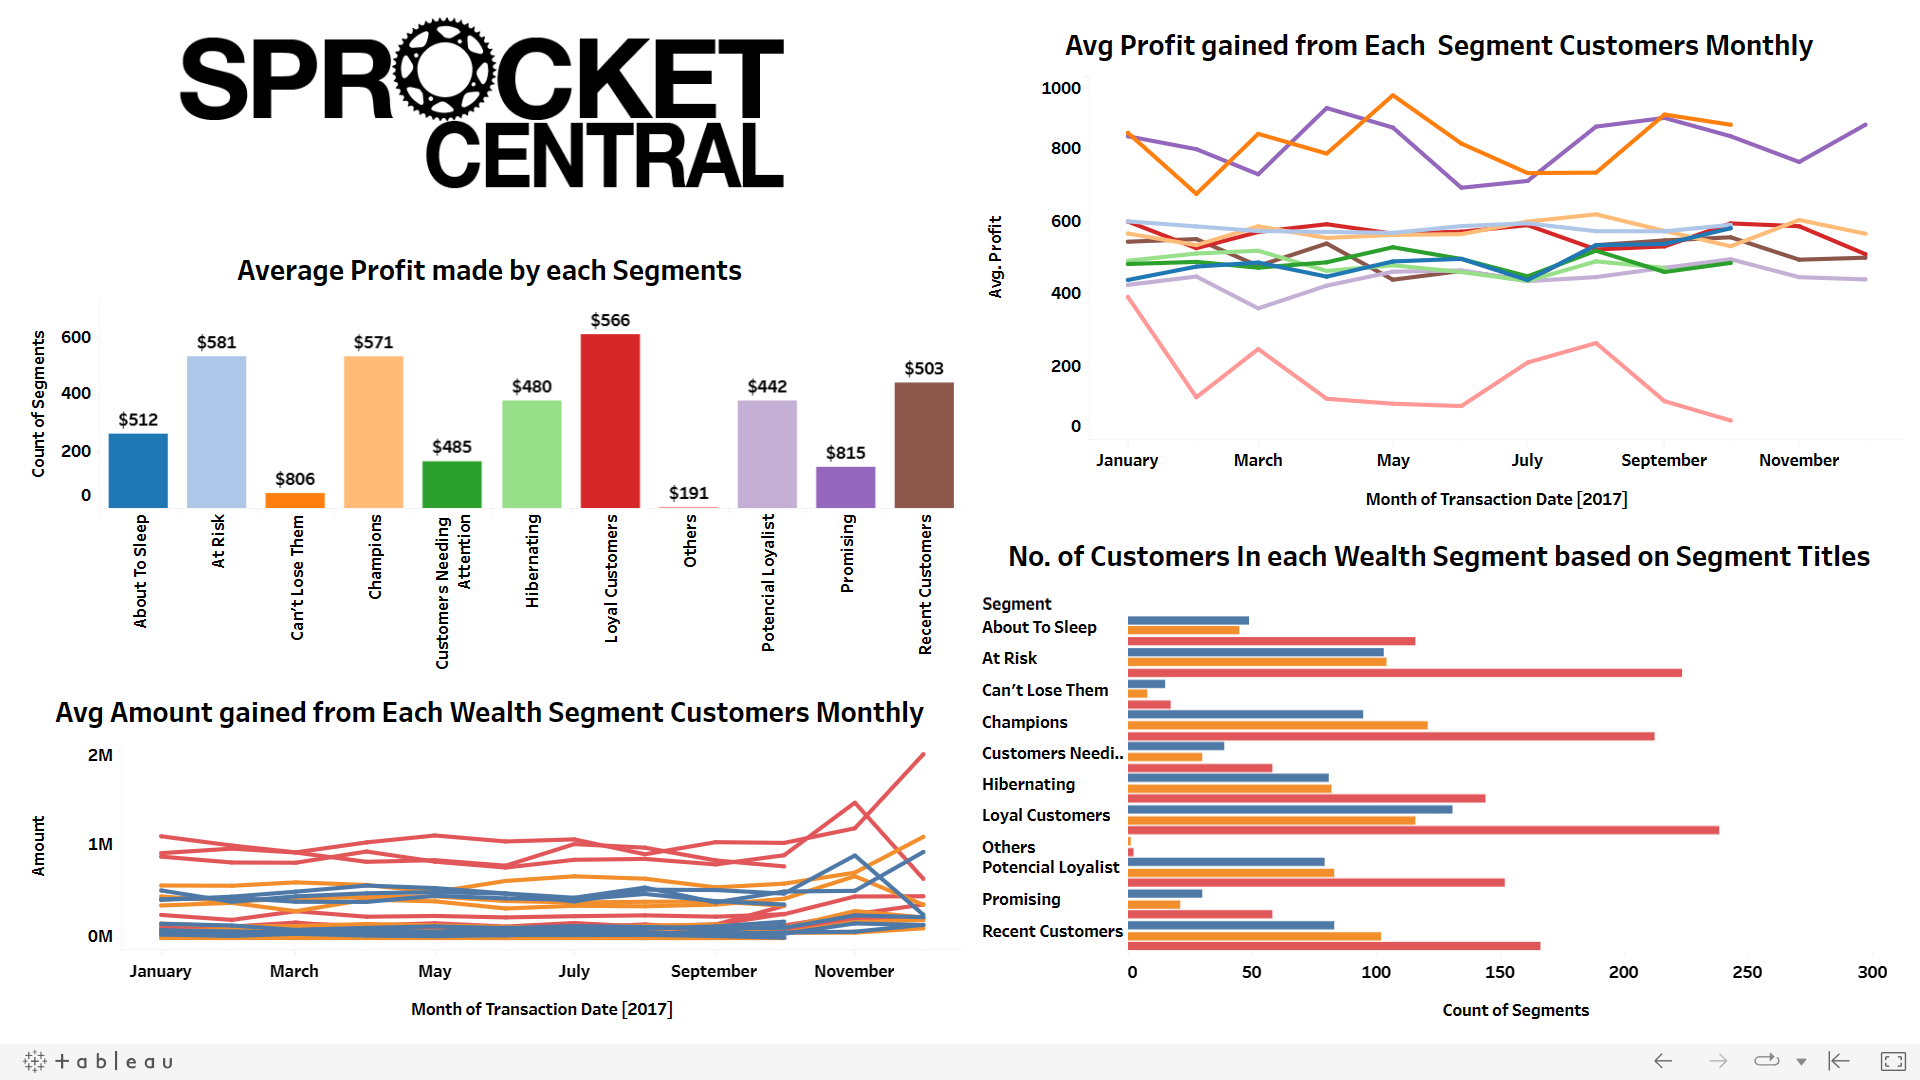 SPROCKET
CENTRAL
Average Profit made by each Segments
Count of Segments
600
400
200
0
$512
$581
$806
$571
$485
$480
$566
$191
$442
$815
$503
About To Sleep
At Risk
Can't Lose Them
Champions
Customers Needing
Attention
Hibernating
Loyal Customers
Others
Potencial Loyalist
Promising
Recent Customers
Avg Amount gained from Each Wealth Segment Customers Monthly
Amount
2M
1M
0M
January
March
May
July
September
November
Month of Transaction Date [2017]
Avg Profit gained from Each Segment Customers Monthly
Avg. Profit
1000
800
600
400
200
0
January
March
May
July
September
November
Month of Transaction Date [2017]
No. of Customers In each Wealth Segment based on Segment Titles
Segment
About To Sleep
At Risk
Can't Lose Them
Champions
Customers Needi..
Hibernating
Loyal Customers
Others
Potencial Loyalist
Promising
Recent Customers
0
50
100
150
200
250
300
Count of Segments
+ableau